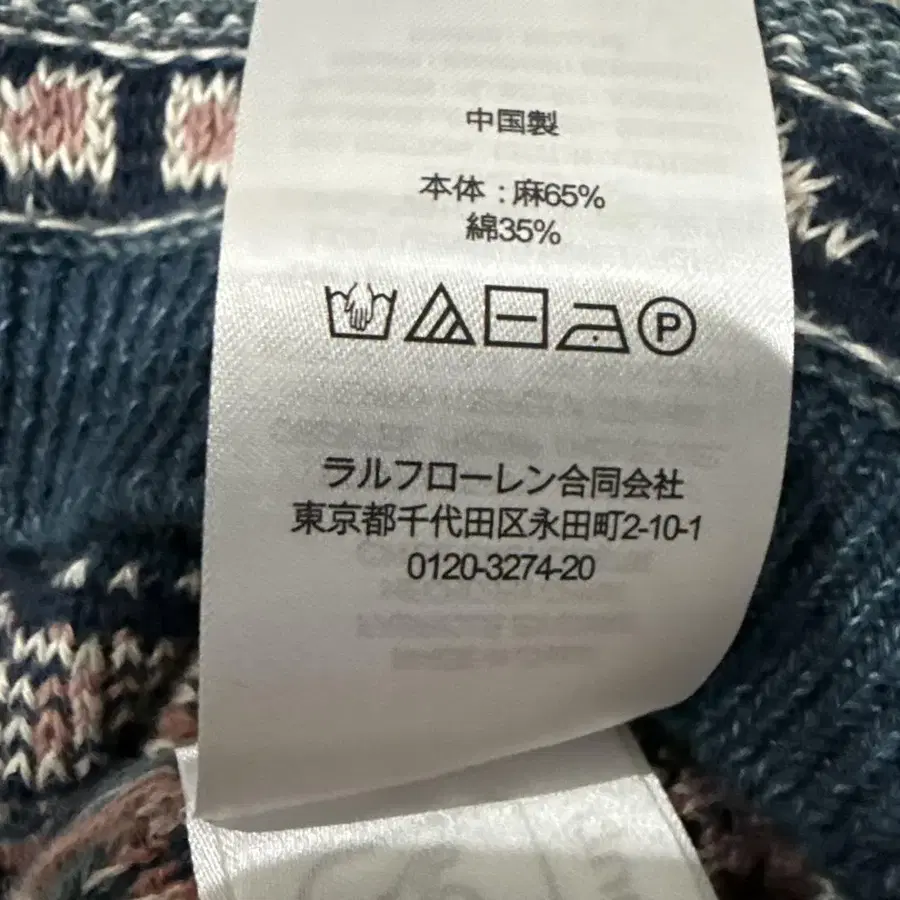 中国製
本体 : 麻65%
綿35%
P
ラルフローレン合同会社
東京都千代田区永田町2-10-1
0120-3274-20